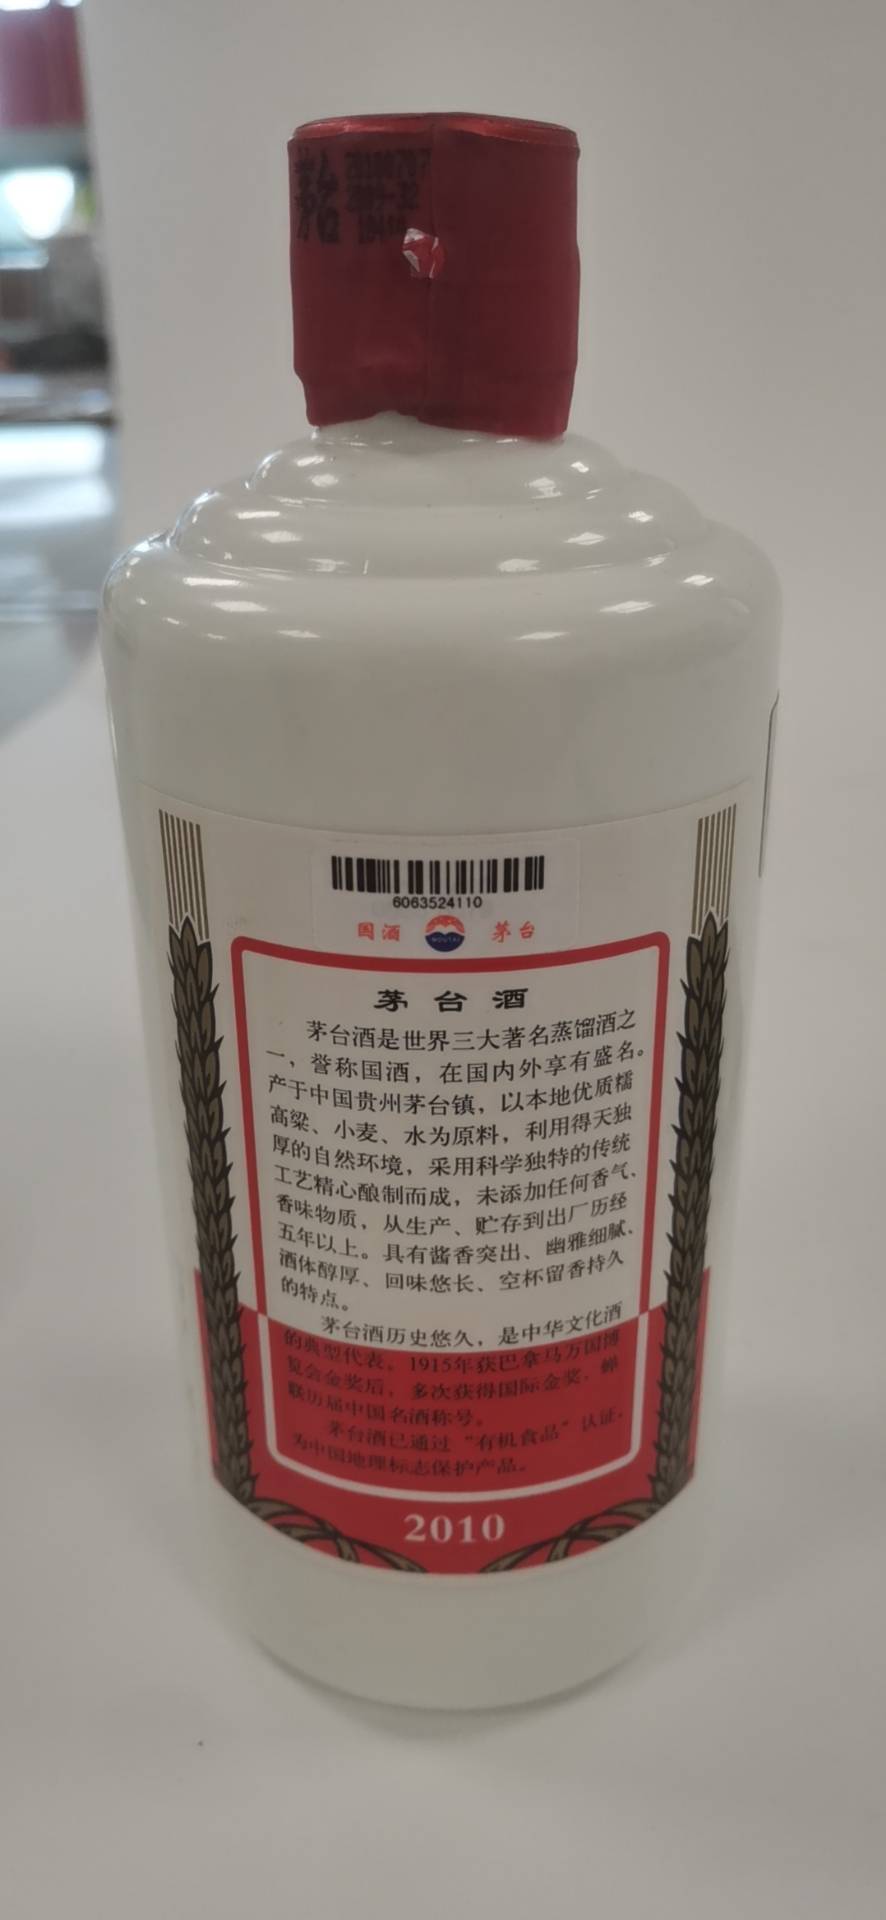 茅台
20100707
2009-32
6063524110
国酒 MOUTAI 茅台
茅台酒
茅台酒是世界三大著名蒸馏酒之
一，誉称国酒，在国内外享有盛名。
产于中国贵州茅台镇，以本地优质糯
高粱、小麦、水为原料，利用得天独
厚的自然环境，采用科学独特的传统
工艺精心酿制而成，未添加任何香气、
香味物质，从生产、贮存到出厂历经
五年以上。具有酱香突出、幽雅细腻、
酒体醇厚、回味悠长、空杯留香持久
的特点。
茅台酒历史悠久，是中华文化酒
的典型代表。1915年获巴拿马万国博
览会金奖后，多次获得国际金奖，蝉
联历届中国名酒称号。
茅台酒已通过“有机食品”认证，
为中国地理标志保护产品。
2010